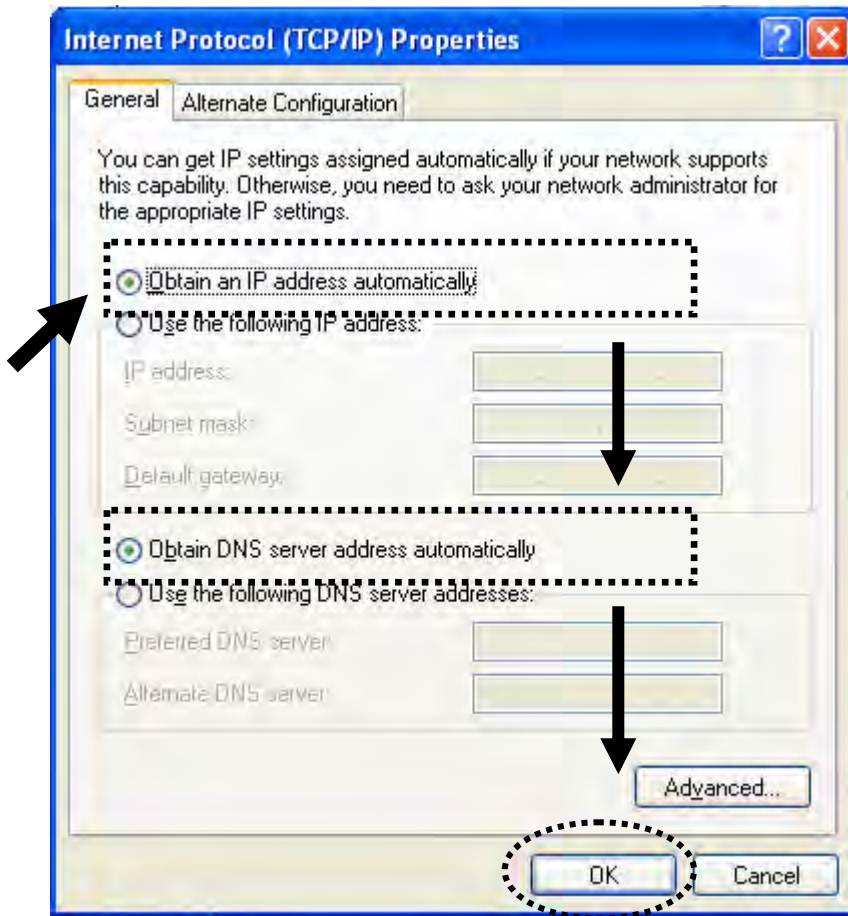 Internet Protocol (TCP/IP) Properties
General
Alternate Configuration
You can get IP settings assigned automatically if your network supports
this capability. Otherwise, you need to ask your network administrator for
the appropriate IP settings.
Obtain an IP address automatically
Use the following IP address:
IP address:
Subnet mask:
Default gateway:
Obtain DNS server address automatically
Use the following DNS server addresses:
Preferred DNS server:
Alternate DNS server:
Advanced...
OK
Cancel